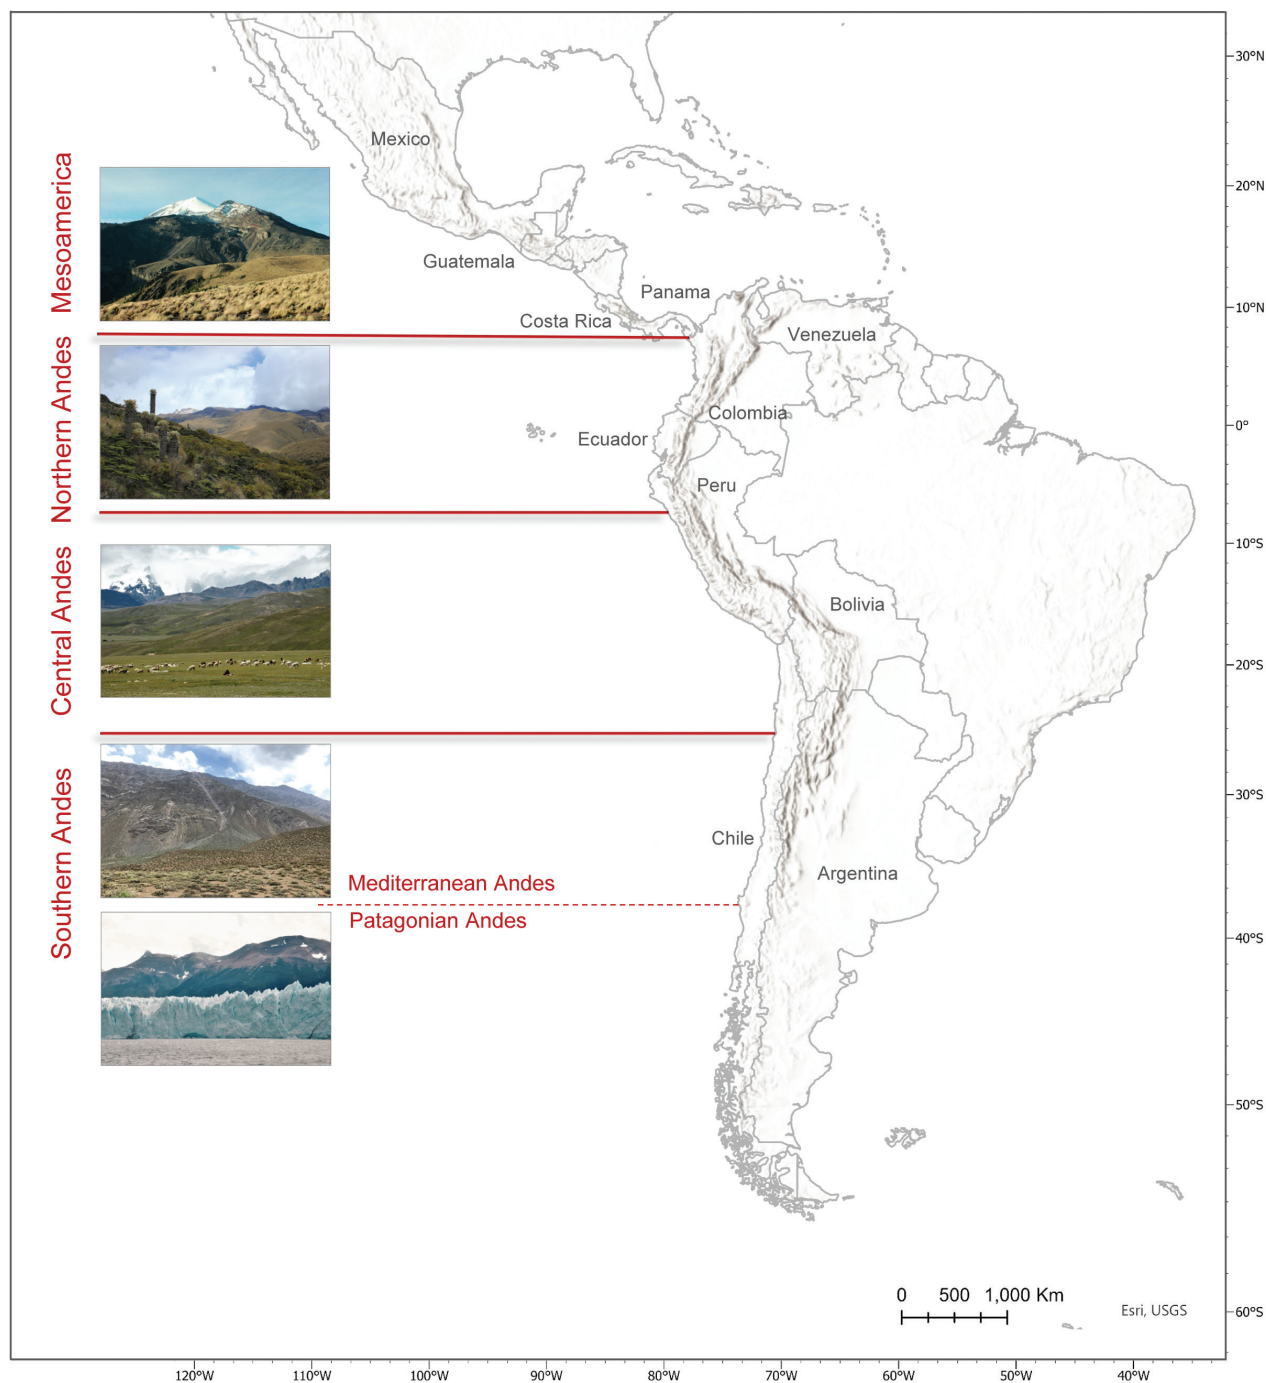 Mesoamerica
Northern Andes
Central Andes
Southern Andes
Mediterranean Andes
Patagonian Andes
Mexico
Guatemala
Panama
Costa Rica
Venezuela
Colombia
Ecuador
Peru
Bolivia
Chile
Argentina
30°N
20°N
10°N
0°
10°S
20°S
30°S
40°S
50°S
60°S
0 500 1,000 Km
Esri, USGS
120°W 110°W 100°W 90°W 80°W 70°W 60°W 50°W 40°W